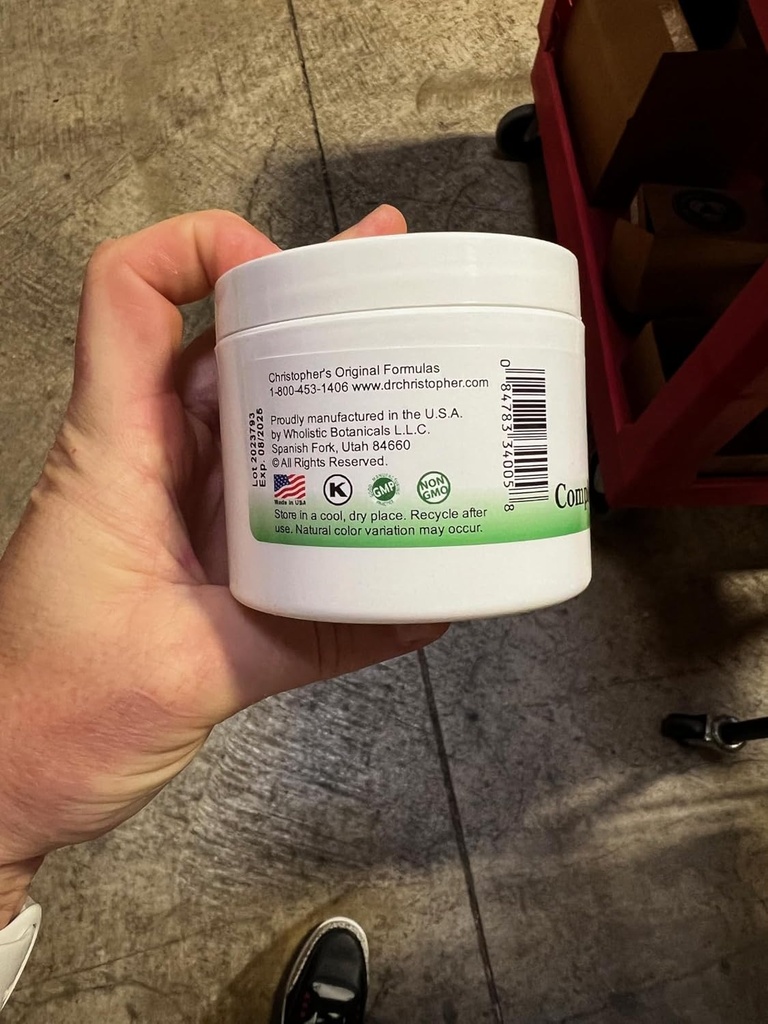 Christopher's Original Formulas
1-800-453-1406 www.drchristopher.com
Proudly manufactured in the U.S.A.
by Wholistic Botanicals L.L.C.
Spanish Fork, Utah 84660
© All Rights Reserved.
Lot 2023793
Exp. 08/2025
Made in USA
K
GMP
NON
GMO
Store in a cool, dry place. Recycle after
use. Natural color variation may occur.
0 84783 34005 8